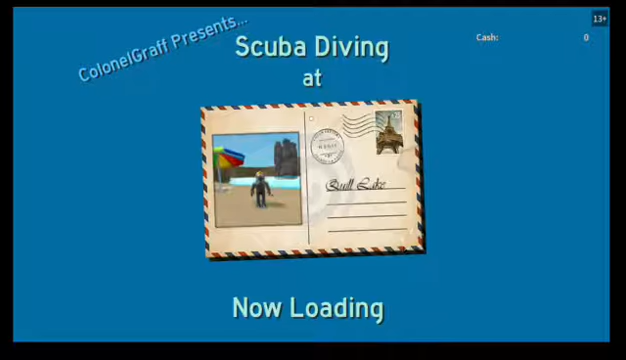 ColonelGraff Presents...
13+
Cash: 0
Scuba Diving
at
Quill Lake
Now Loading